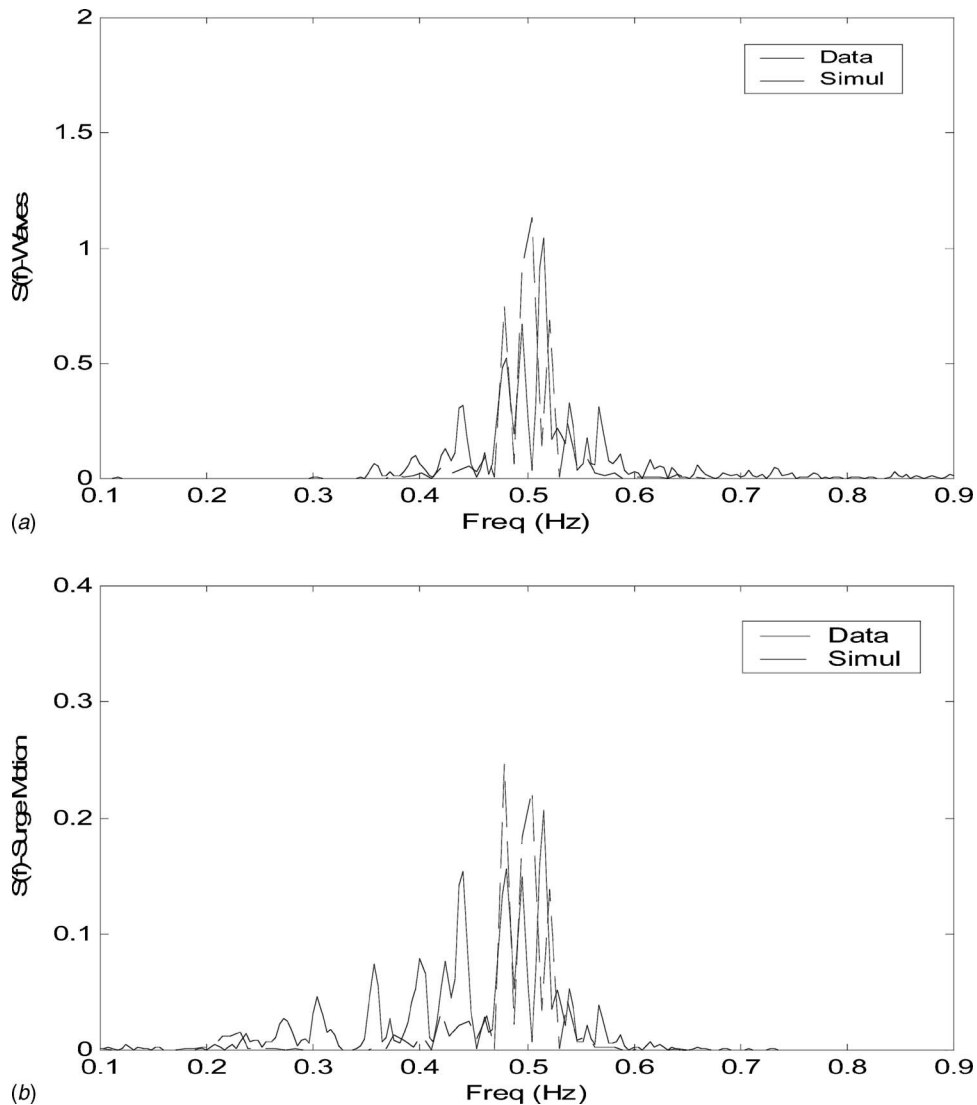 2
1.5
1
0.5
0
S(f)-Waves
Data
Simul
0.1 0.2 0.3 0.4 0.5 0.6 0.7 0.8 0.9
Freq (Hz)
(a)
0.4
0.3
0.2
0.1
0
S(f)-Surge Motion
Data
Simul
0.1 0.2 0.3 0.4 0.5 0.6 0.7 0.8 0.9
Freq (Hz)
(b)